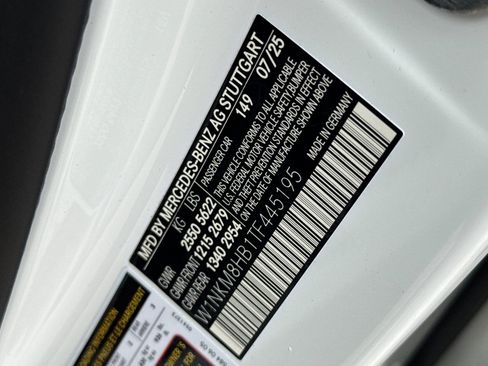 MFD BY MERCEDES-BENZ AG STUTTGART
149 07/25
KG LBS PASSENGER CAR
GVWR 2550 5622
GAWR FRONT 1215 2679
GAWR REAR 1340 2954
THIS VEHICLE CONFORMS TO ALL APPLICABLE
U.S. FEDERAL MOTOR VEHICLE SAFETY BUMPER
AND THEFT PREVENTION STANDARDS IN EFFECT
ON THE DATE OF MANUFACTURE SHOWN ABOVE.
W1NKM8HB1TF445195 MADE IN GERMANY
LOADING INFORMATION